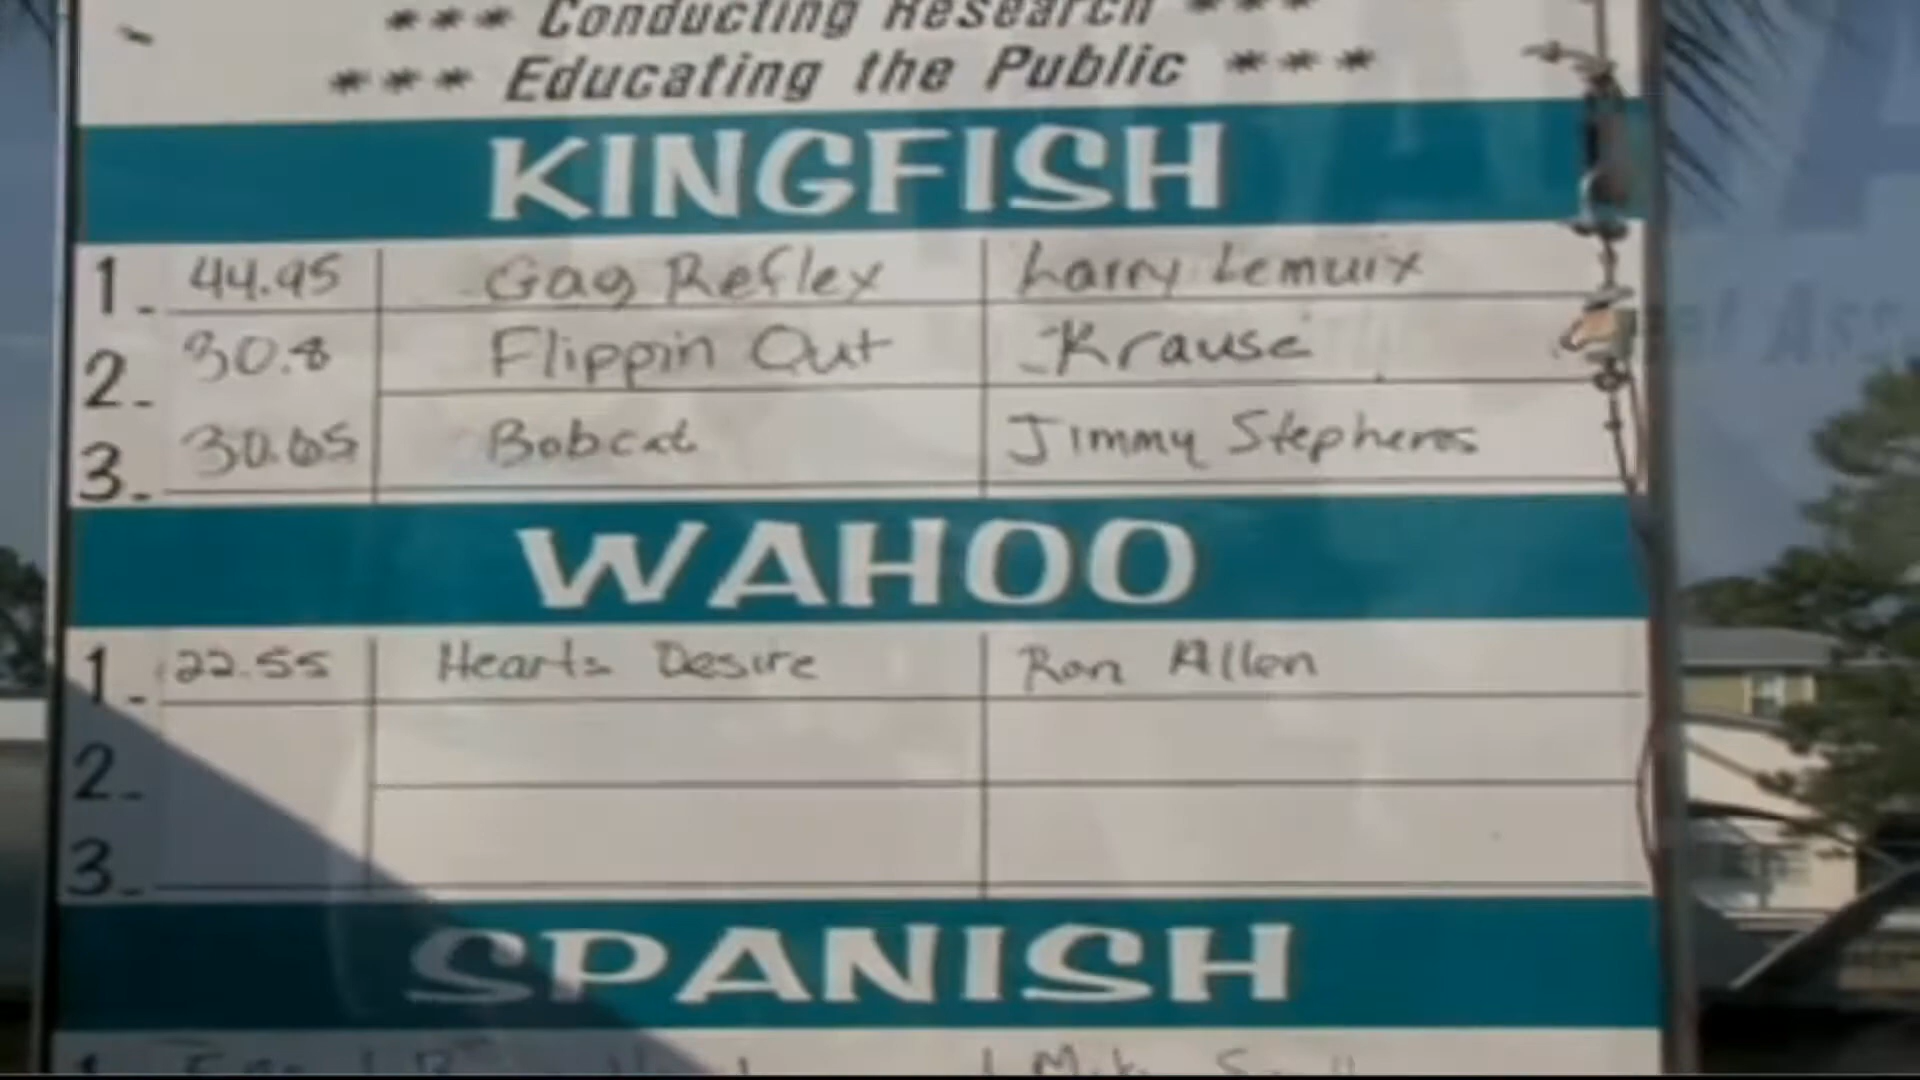 *** Conducting Research ***
*** Educating the Public ***
KINGFISH
1. 44.95 Gag Reflex Larry Lemuix
2. 30.8 Flippin Out Krause
3. 30.65 Bobcat Jimmy Stephens
WAHOO
1. 22.55 Hearts Desire Ron Allen
2.
3.
SPANISH
1.